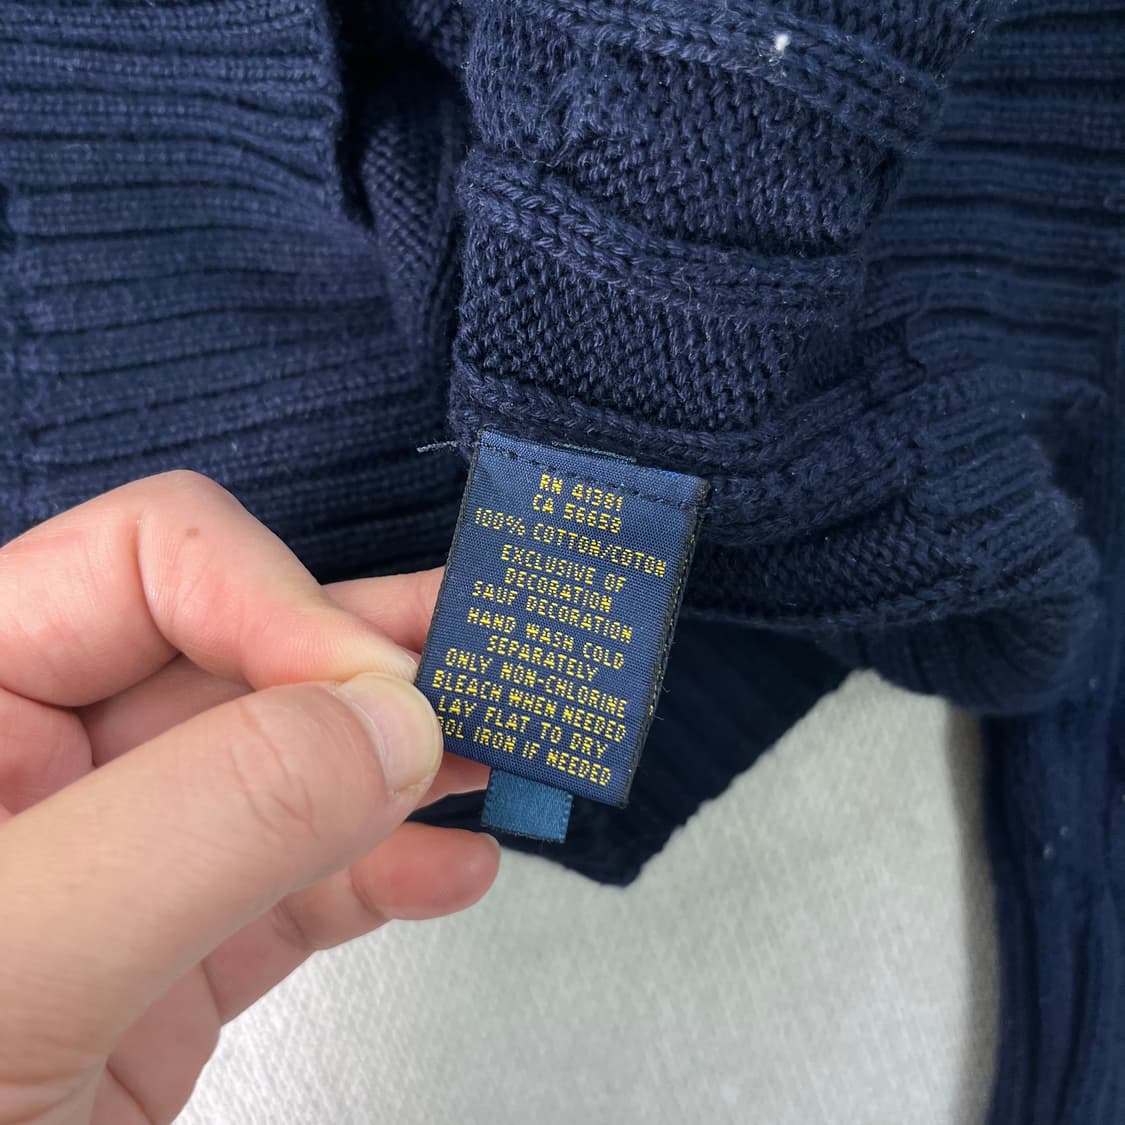 RN 41381
CA 56658
100% COTTON/COTON
EXCLUSIVE OF
DECORATION
SAUF DECORATION
HAND WASH COLD
SEPARATELY
ONLY NON-CHLORINE
BLEACH WHEN NEEDED
LAY FLAT TO DRY
OL IRON IF NEEDED